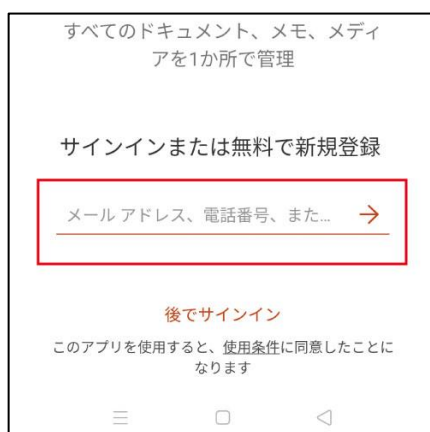 すべてのドキュメント、メモ、メディ
アを1か所で管理
サインインまたは無料で新規登録
メール アドレス、電話番号、また...
後でサインイン
このアプリを使用すると、使用条件に同意したことに
なります